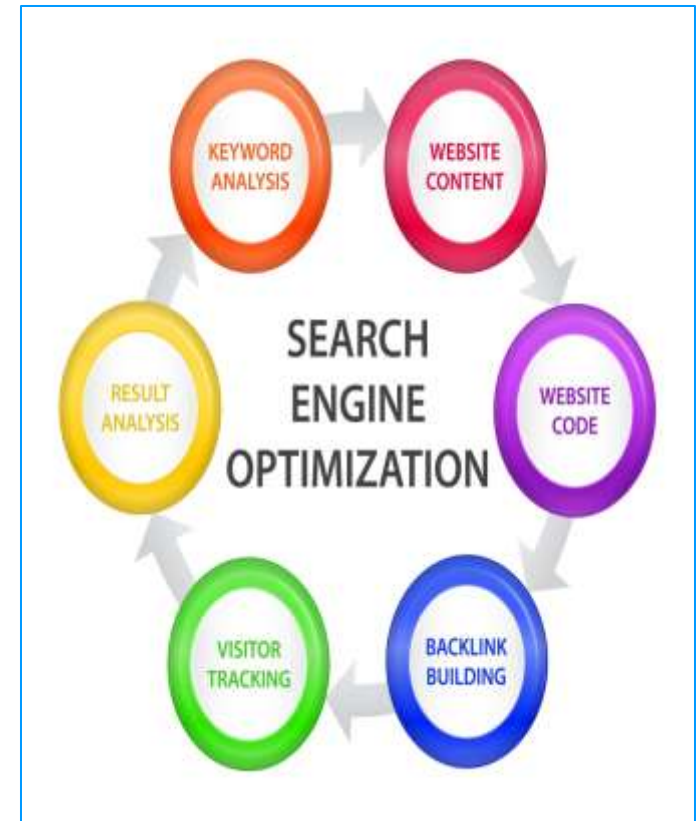 KEYWORD
ANALYSIS
WEBSITE
CONTENT
SEARCH
ENGINE
OPTIMIZATION
RESULT
ANALYSIS
WEBSITE
CODE
VISITOR
TRACKING
BACKLINK
BUILDING